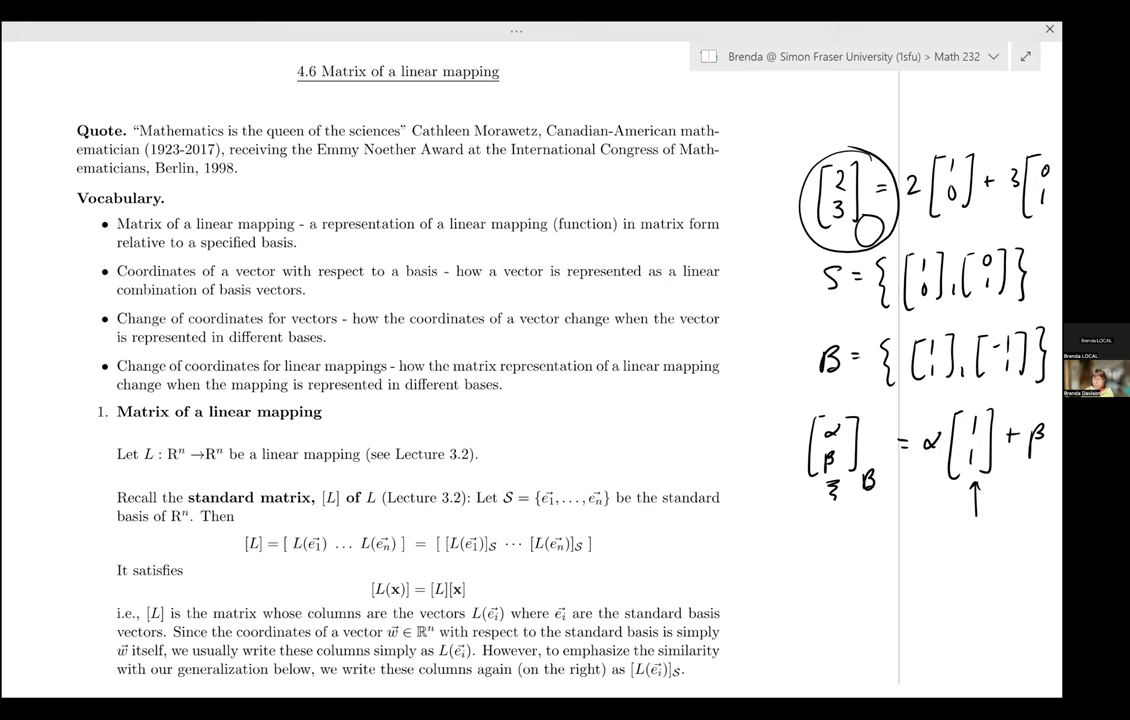 Brenda @ Simon Fraser University (1sfu) > Math 232
4.6 Matrix of a linear mapping
Quote. “Mathematics is the queen of the sciences” Cathleen Morawetz, Canadian-American math-
ematician (1923-2017), receiving the Emmy Noether Award at the International Congress of Math-
ematicians, Berlin, 1998.
Vocabulary.
• Matrix of a linear mapping - a representation of a linear mapping (function) in matrix form
relative to a specified basis.
• Coordinates of a vector with respect to a basis - how a vector is represented as a linear
combination of basis vectors.
• Change of coordinates for vectors - how the coordinates of a vector change when the vector
is represented in different bases.
• Change of coordinates for linear mappings - how the matrix representation of a linear mapping
change when the mapping is represented in different bases.
1. Matrix of a linear mapping
Let L : Rⁿ →Rⁿ be a linear mapping (see Lecture 3.2).
Recall the standard matrix, [L] of L (Lecture 3.2): Let S = {e⃗₁, . . . , e⃗ₙ} be the standard
basis of Rⁿ. Then
[L] = [ L(e⃗₁) . . . L(e⃗ₙ) ] = [ [L(e⃗₁)]_S ⋯ [L(e⃗ₙ)]_S ]
It satisfies
[L(x)] = [L][x]
i.e., [L] is the matrix whose columns are the vectors L(e⃗ᵢ) where e⃗ᵢ are the standard basis
vectors. Since the coordinates of a vector w⃗ ∈ ℝⁿ with respect to the standard basis is simply
w⃗ itself, we usually write these columns simply as L(e⃗ᵢ). However, to emphasize the similarity
with our generalization below, we write these columns again (on the right) as [L(e⃗ᵢ)]_S.
[2 3] = 2 [1 0] + 3 [0 1]
S = { [1 0], [0 1] }
B = { [1 1], [-1 1] }
[α β]_B = α [1 1] + β
Brenda LOCAL
Brenda LOCAL
Brenda Davison